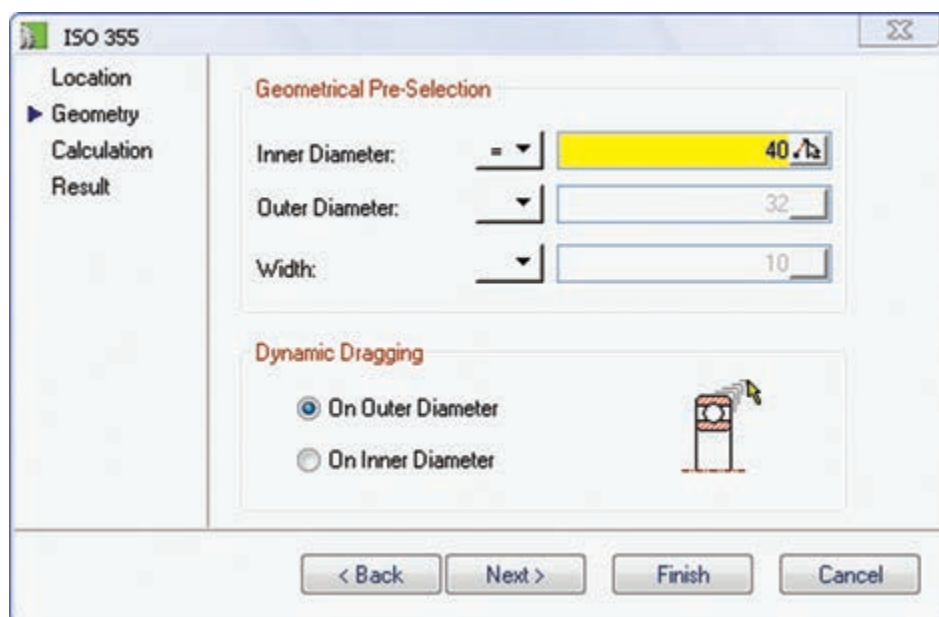 ISO 355
Location
Geometry
Calculation
Result
Geometrical Pre-Selection
Inner Diameter: = 40
Outer Diameter: 32
Width: 10
Dynamic Dragging
On Outer Diameter
On Inner Diameter
< Back Next > Finish Cancel